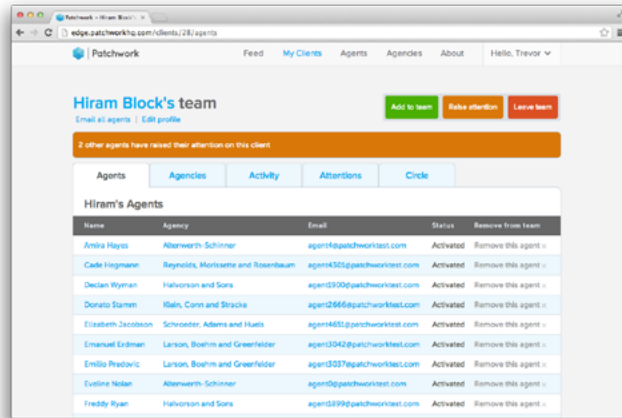 Patchwork - Hiram Block's
edge.patchworkhq.com/clients/28/agents
Patchwork Feed My Clients Agents Agencies About Hello, Trevor
Hiram Block's team
Add to team Raise attention Leave team
Email all agents | Edit profile
2 other agents have raised their attention on this client
Agents Agencies Activity Attentions Circle
Hiram's Agents
Name Agency Email Status Remove from team
Amira Hayes Altenwerth-Schinner agent4@patchworktest.com Activated Remove this agent x
Cade Hegmann Reynolds, Morissette and Rosenbaum agent4301@patchworktest.com Activated Remove this agent x
Declan Wyman Halvorson and Sons agent1900@patchworktest.com Activated Remove this agent x
Donato Stamm Klein, Conn and Stracke agent2666@patchworktest.com Activated Remove this agent x
Elizabeth Jacobson Schroeder, Adams and Huels agent4651@patchworktest.com Activated Remove this agent x
Emanuel Erdman Larson, Boehm and Greenfelder agent3042@patchworktest.com Activated Remove this agent x
Emilio Predovic Larson, Boehm and Greenfelder agent3037@patchworktest.com Activated Remove this agent x
Eveline Nolan Altenwerth-Schinner agent0@patchworktest.com Activated Remove this agent x
Freddy Ryan Halvorson and Sons agent1899@patchworktest.com Activated Remove this agent x